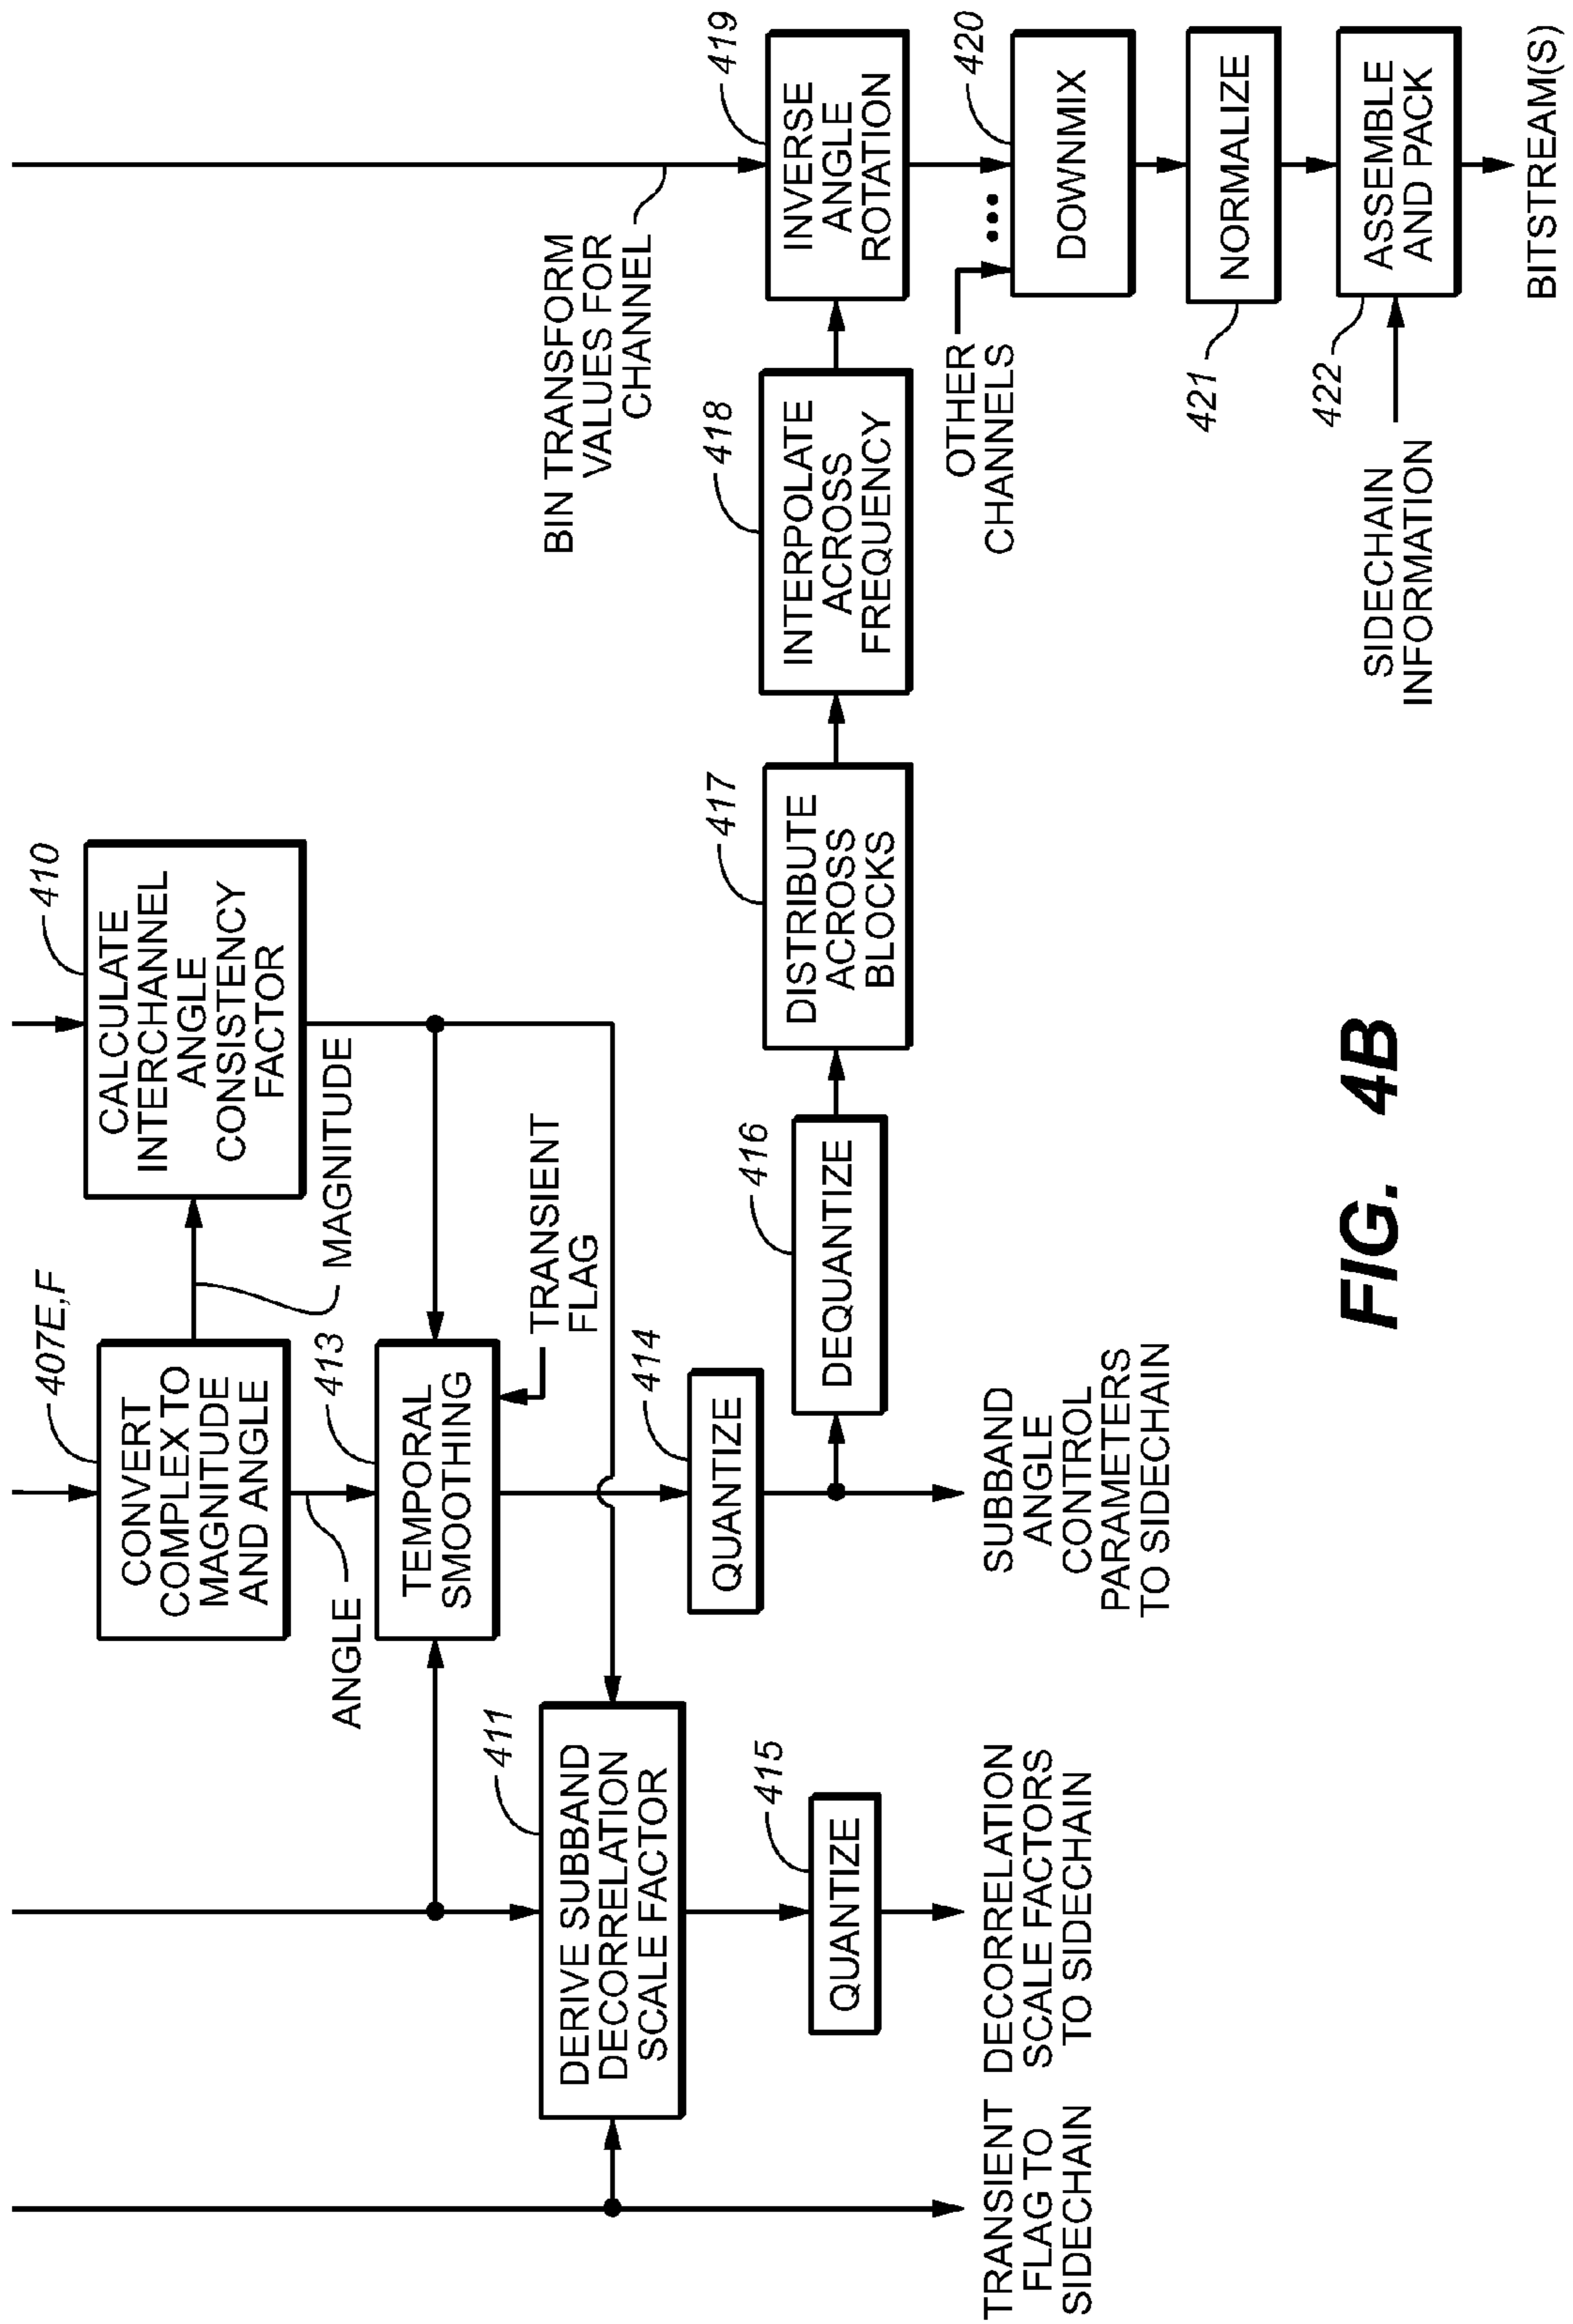 407E,F
CONVERT
COMPLEX TO
MAGNITUDE
AND ANGLE
410
CALCULATE
INTERCHANNEL
ANGLE
CONSISTENCY
FACTOR
MAGNITUDE
ANGLE
413
TEMPORAL
SMOOTHING
TRANSIENT
FLAG
411
DERIVE SUBBAND
DECORRELATION
SCALE FACTOR
414
QUANTIZE
415
QUANTIZE
416
DEQUANTIZE
417
DISTRIBUTE
ACROSS
BLOCKS
418
INTERPOLATE
ACROSS
FREQUENCY
BIN TRANSFORM
VALUES FOR
CHANNEL
419
INVERSE
ANGLE
ROTATION
OTHER
CHANNELS
420
DOWNMIX
421
NORMALIZE
422
ASSEMBLE
AND PACK
SIDECHAIN
INFORMATION
BITSTREAM(S)
TRANSIENT
FLAG TO
SIDECHAIN
DECORRELATION
SCALE FACTORS
TO SIDECHAIN
SUBBAND
ANGLE
CONTROL
PARAMETERS
TO SIDECHAIN
FIG. 4B